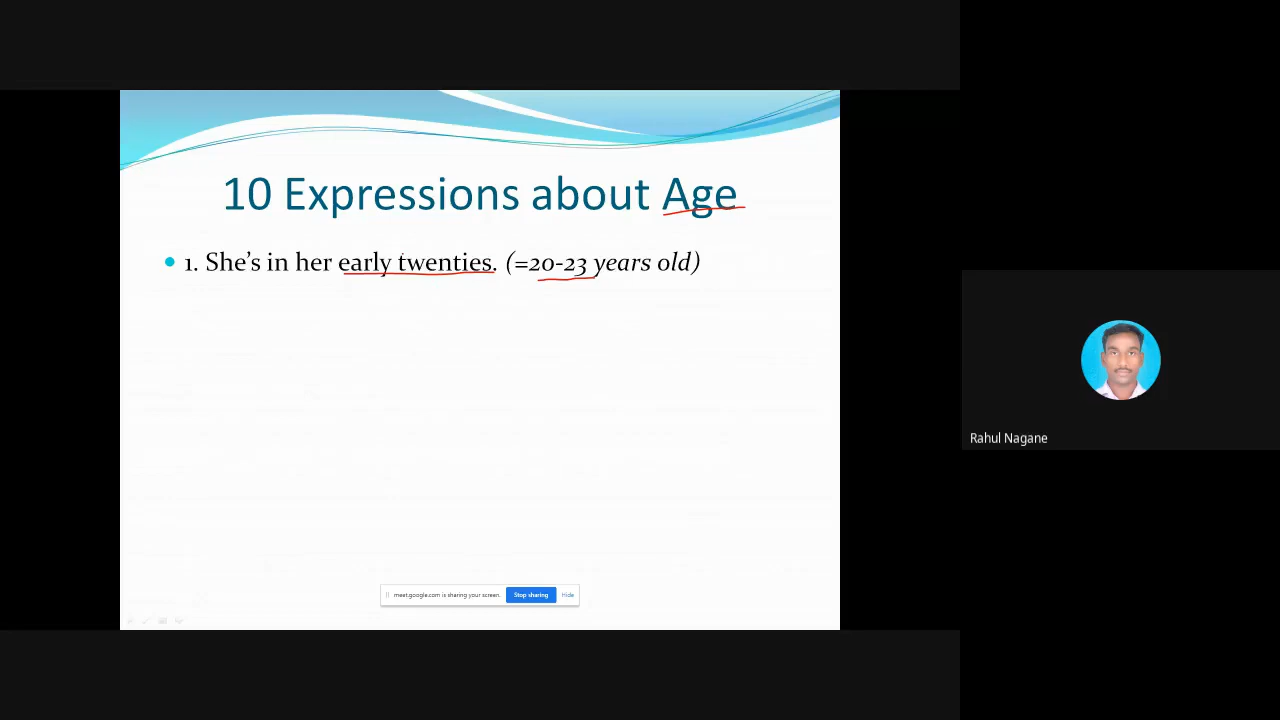 10 Expressions about Age
1. She's in her early twenties. (=20-23 years old)
Rahul Nagane
meet.google.com is sharing your screen. Stop sharing Hide